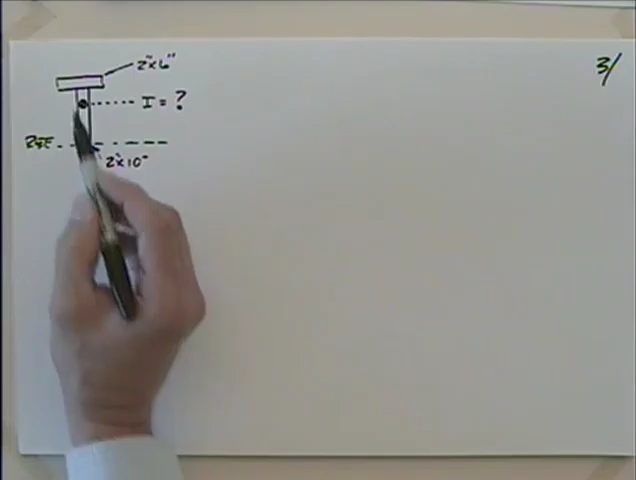 2"x6"
3/
I = ?
REF.
2"x10"